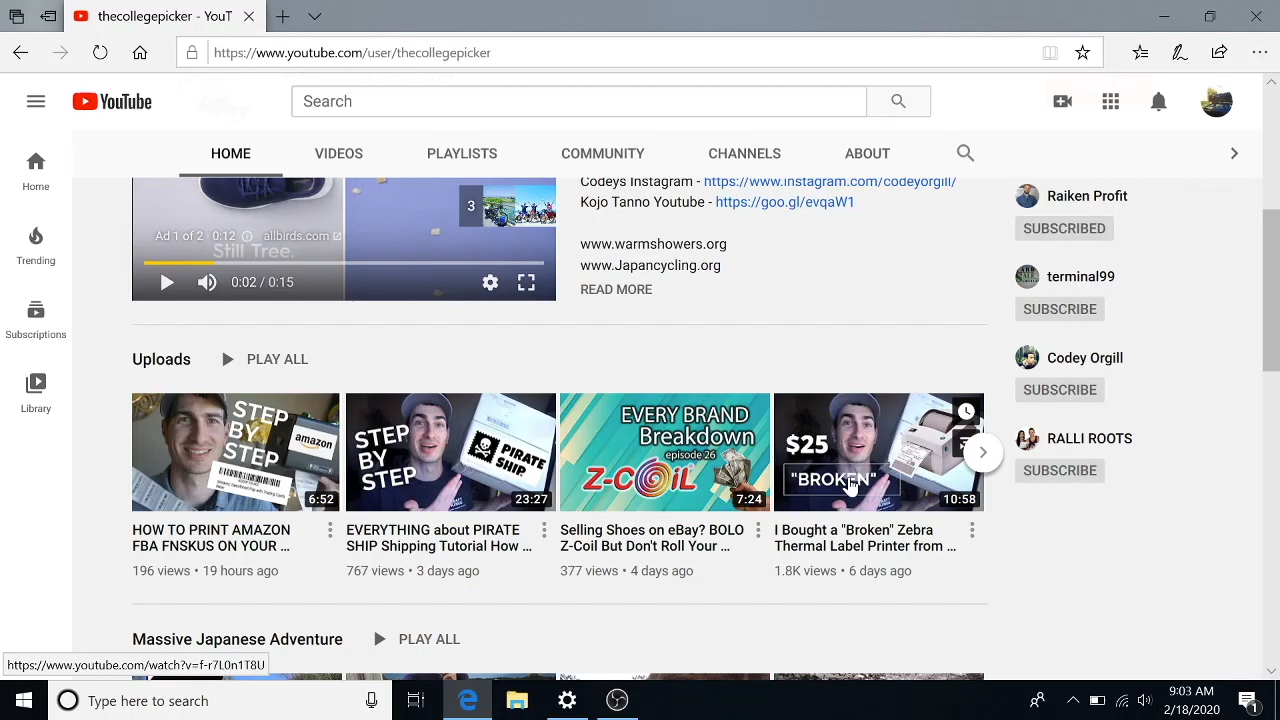 thecollegepicker - You
https://www.youtube.com/user/thecollegepicker
YouTube
Search
HOME VIDEOS PLAYLISTS COMMUNITY CHANNELS ABOUT
Home
Trending
Subscriptions
Library
Codeys Instagram - https://www.instagram.com/codeyorgill/
Kojo Tanno Youtube - https://goo.gl/evqaW1
www.warmshowers.org
www.Japancycling.org
READ MORE
3
Ad 1 of 2 · 0:12 allbirds.com
Still Tree.
0:02 / 0:15
Raiken Profit
SUBSCRIBED
terminal99
SUBSCRIBE
Codey Orgill
SUBSCRIBE
RALLI ROOTS
SUBSCRIBE
Uploads PLAY ALL
STEP
BY
STEP
amazon
6:52
HOW TO PRINT AMAZON
FBA FNSKUS ON YOUR ...
196 views • 19 hours ago
STEP
BY
STEP
PIRATE
SHIP
23:27
EVERYTHING about PIRATE
SHIP Shipping Tutorial How ...
767 views • 3 days ago
EVERY BRAND
Breakdown
episode 26
Z-CoiL
7:24
Selling Shoes on eBay? BOLO
Z-Coil But Don't Roll Your ...
377 views • 4 days ago
$25
"BROKEN"
10:58
I Bought a "Broken" Zebra
Thermal Label Printer from ...
1.8K views • 6 days ago
Massive Japanese Adventure PLAY ALL
https://www.youtube.com/watch?v=f-r7L0n1T8U
Type here to search
9:03 AM
2/18/2020
1